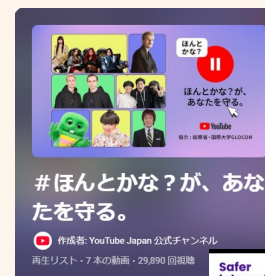 ほんと
かな?
ほんとかな?が、
あなたを守る。
YouTube
協力:総務省・国際大学GLOCOM
#ほんとかな?が、あな
たを守る。
作成者: YouTube Japan 公式チャンネル
再生リスト・7 本の動画・29,890 回視聴
Safer